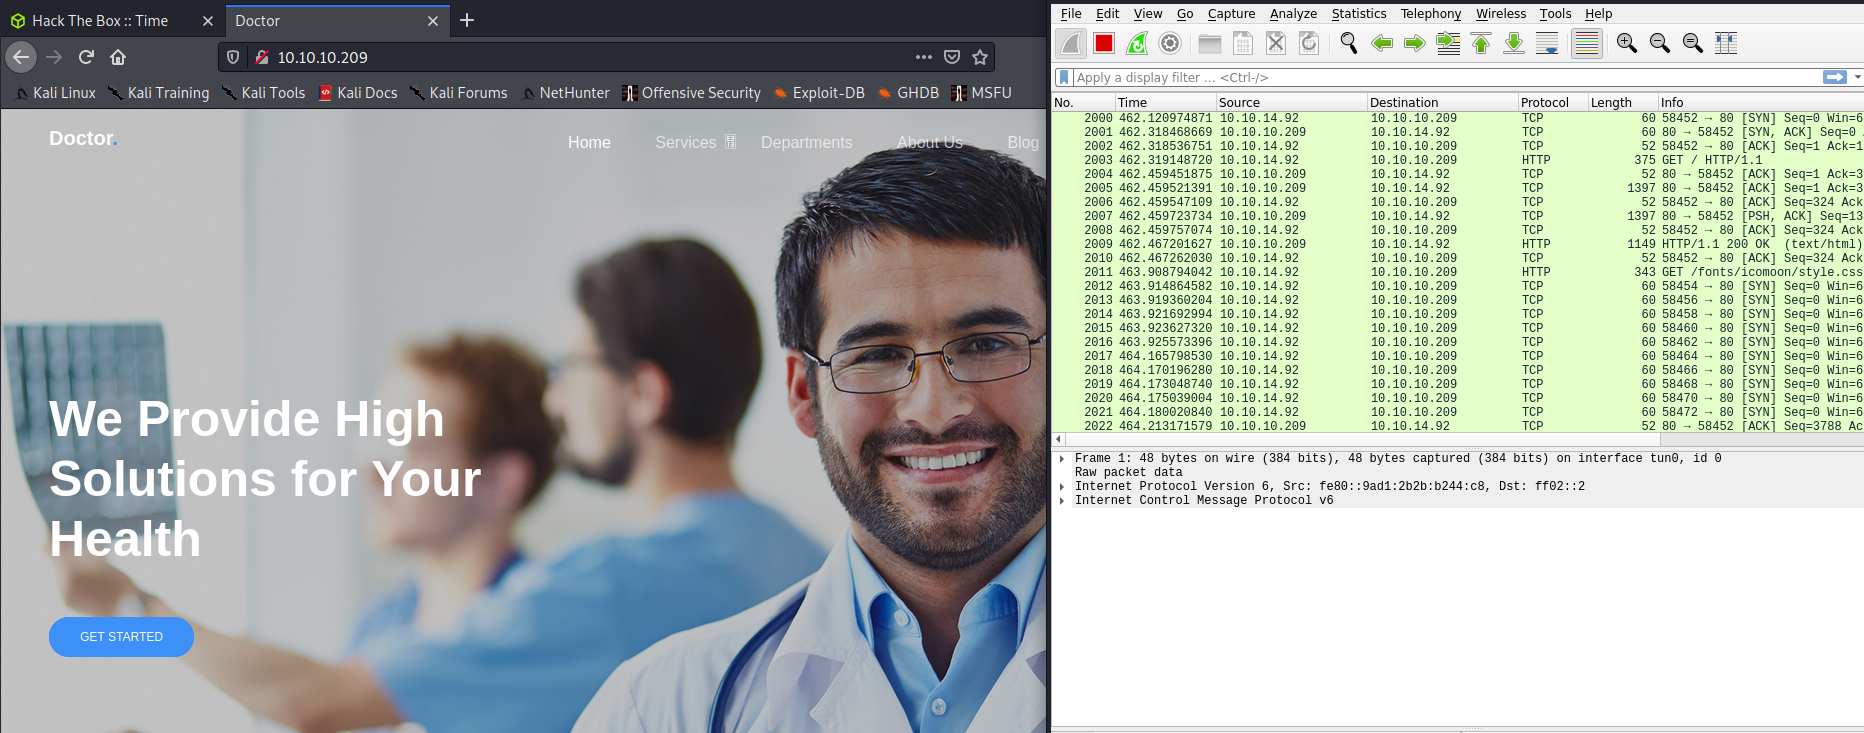 Hack The Box :: Time
Doctor
10.10.10.209
Kali Linux Kali Training Kali Tools Kali Docs Kali Forums NetHunter Offensive Security Exploit-DB GHDB MSFU
Doctor.
Home Services Departments About Us Blog
We Provide High
Solutions for Your
Health
GET STARTED
File Edit View Go Capture Analyze Statistics Telephony Wireless Tools Help
Apply a display filter ... <Ctrl-/>
No. Time Source Destination Protocol Length Info
2000 462.120974871 10.10.14.92 10.10.10.209 TCP 60 58452 → 80 [SYN] Seq=0 Win=6
2001 462.318468669 10.10.10.209 10.10.14.92 TCP 60 80 → 58452 [SYN, ACK] Seq=0
2002 462.318536751 10.10.14.92 10.10.10.209 TCP 52 58452 → 80 [ACK] Seq=1 Ack=1
2003 462.319148720 10.10.14.92 10.10.10.209 HTTP 375 GET / HTTP/1.1
2004 462.459451875 10.10.10.209 10.10.14.92 TCP 52 80 → 58452 [ACK] Seq=1 Ack=3
2005 462.459521391 10.10.10.209 10.10.14.92 TCP 1397 80 → 58452 [ACK] Seq=1 Ack=3
2006 462.459547109 10.10.14.92 10.10.10.209 TCP 52 58452 → 80 [ACK] Seq=324 Ack
2007 462.459723734 10.10.10.209 10.10.14.92 TCP 1397 80 → 58452 [PSH, ACK] Seq=13
2008 462.459757074 10.10.14.92 10.10.10.209 TCP 52 58452 → 80 [ACK] Seq=324 Ack
2009 462.467201627 10.10.10.209 10.10.14.92 HTTP 1149 HTTP/1.1 200 OK (text/html)
2010 462.467262030 10.10.14.92 10.10.10.209 TCP 52 58452 → 80 [ACK] Seq=324 Ack
2011 463.908794042 10.10.14.92 10.10.10.209 HTTP 343 GET /fonts/icomoon/style.css
2012 463.914864582 10.10.14.92 10.10.10.209 TCP 60 58454 → 80 [SYN] Seq=0 Win=6
2013 463.919360204 10.10.14.92 10.10.10.209 TCP 60 58456 → 80 [SYN] Seq=0 Win=6
2014 463.921692994 10.10.14.92 10.10.10.209 TCP 60 58458 → 80 [SYN] Seq=0 Win=6
2015 463.923627320 10.10.14.92 10.10.10.209 TCP 60 58460 → 80 [SYN] Seq=0 Win=6
2016 463.925573396 10.10.14.92 10.10.10.209 TCP 60 58462 → 80 [SYN] Seq=0 Win=6
2017 464.165798530 10.10.14.92 10.10.10.209 TCP 60 58464 → 80 [SYN] Seq=0 Win=6
2018 464.170196280 10.10.14.92 10.10.10.209 TCP 60 58466 → 80 [SYN] Seq=0 Win=6
2019 464.173048740 10.10.14.92 10.10.10.209 TCP 60 58468 → 80 [SYN] Seq=0 Win=6
2020 464.175039004 10.10.14.92 10.10.10.209 TCP 60 58470 → 80 [SYN] Seq=0 Win=6
2021 464.180020840 10.10.14.92 10.10.10.209 TCP 60 58472 → 80 [SYN] Seq=0 Win=6
2022 464.213171579 10.10.10.209 10.10.14.92 TCP 52 80 → 58452 [ACK] Seq=3788 Ac
Frame 1: 48 bytes on wire (384 bits), 48 bytes captured (384 bits) on interface tun0, id 0
Raw packet data
Internet Protocol Version 6, Src: fe80::9ad1:2b2b:b244:c8, Dst: ff02::2
Internet Control Message Protocol v6